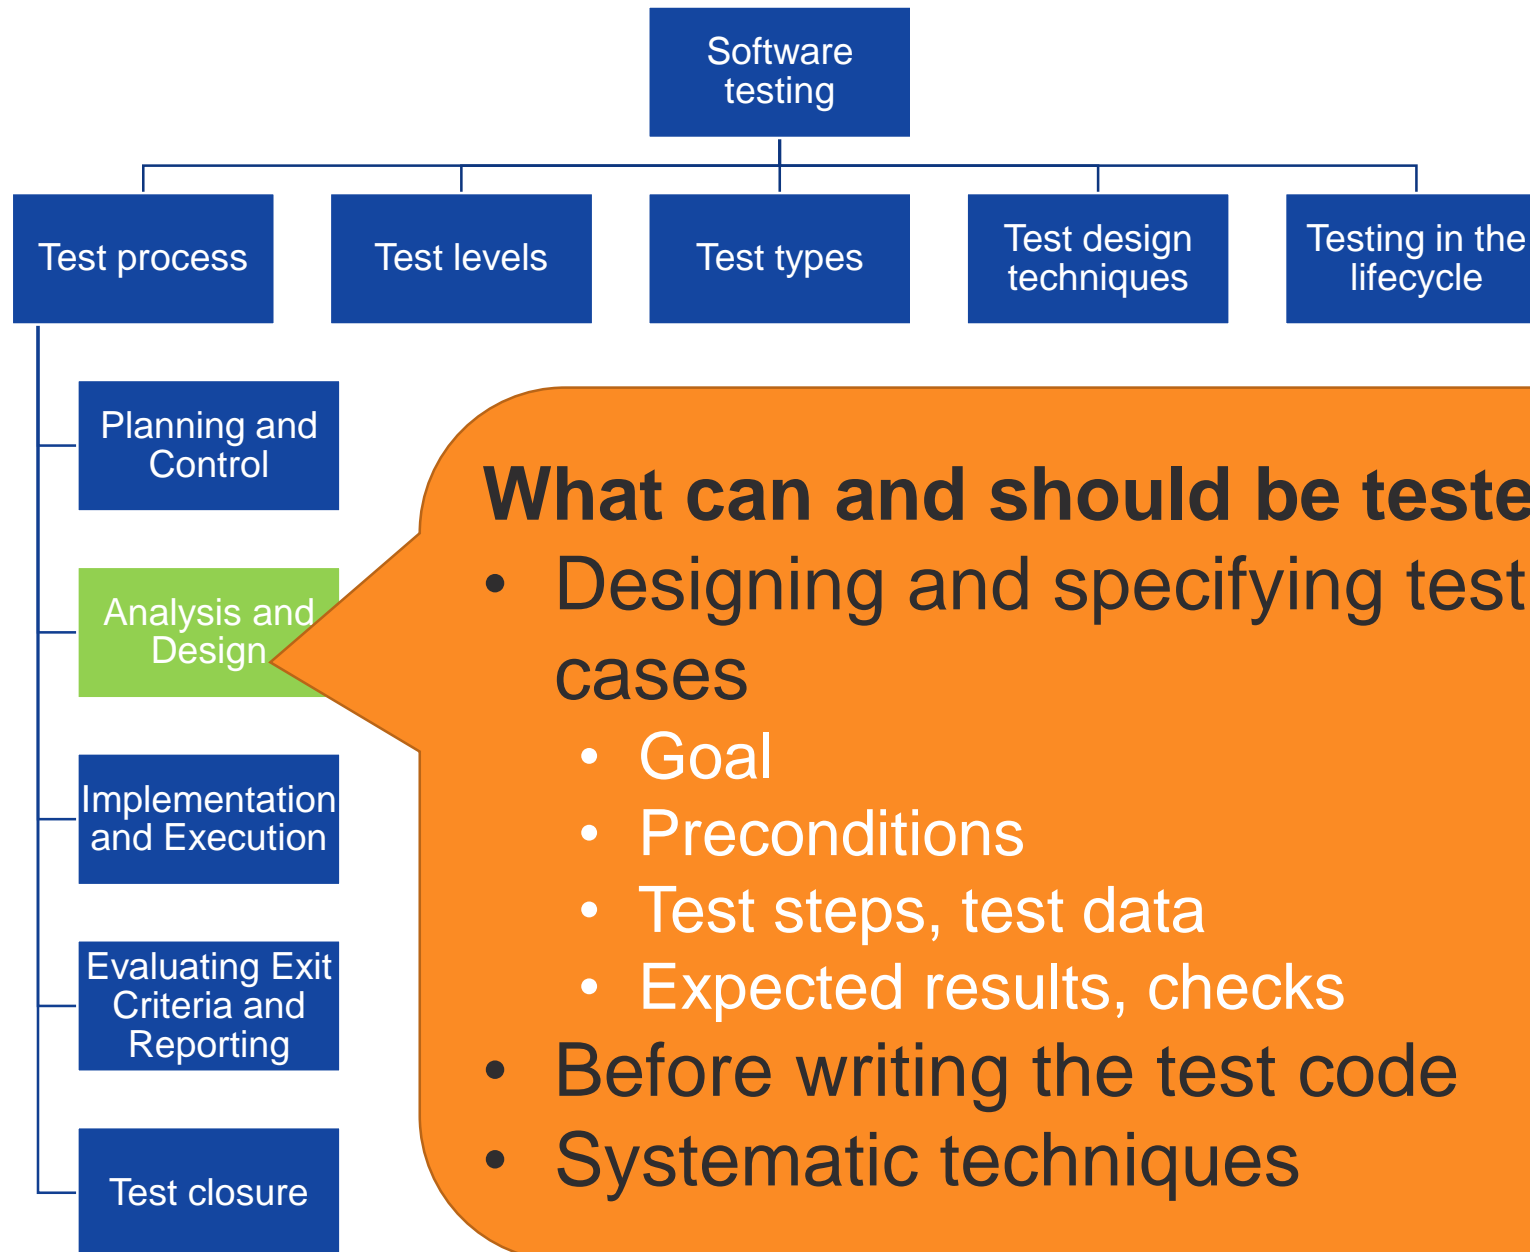 Software
testing
Test process
Test levels
Test types
Test design
techniques
Testing in the
lifecycle
Planning and
Control
Analysis and
Design
Implementation
and Execution
Evaluating Exit
Criteria and
Reporting
Test closure
What can and should be teste
• Designing and specifying test
cases
• Goal
• Preconditions
• Test steps, test data
• Expected results, checks
• Before writing the test code
• Systematic techniques